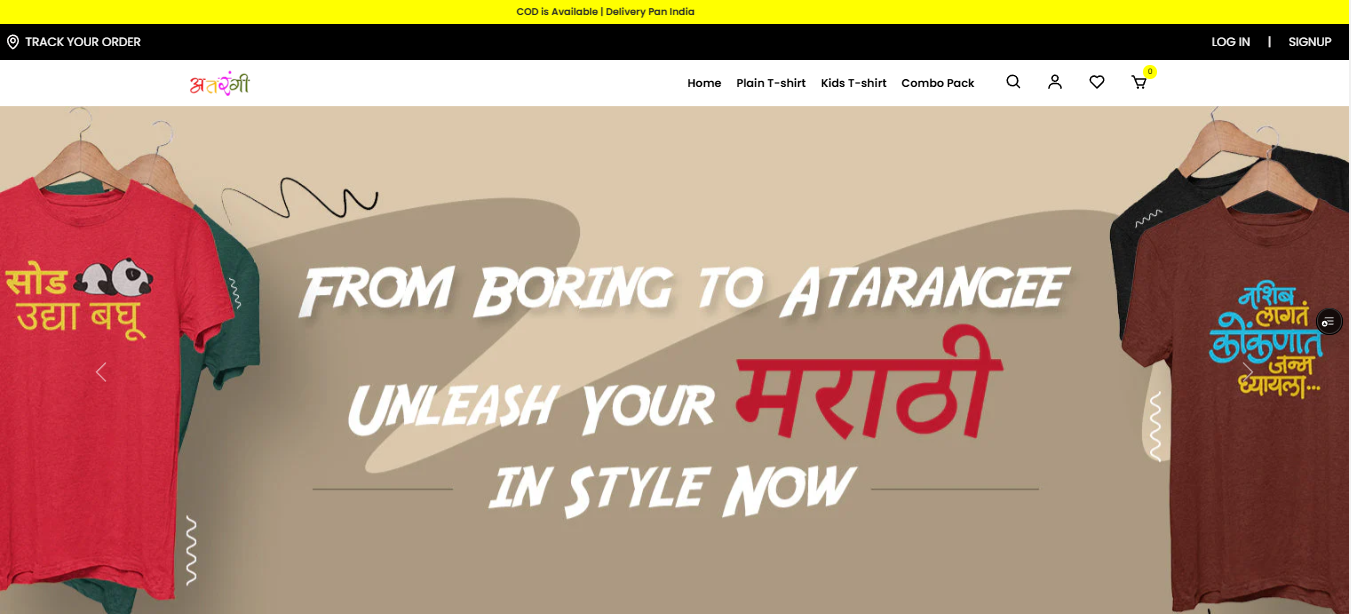 COD is Available | Delivery Pan India
TRACK YOUR ORDER
LOG IN | SIGNUP
अतरंगी
Home Plain T-shirt Kids T-shirt Combo Pack
0
FROM BORING TO ATARANGEE
UNLEASH YOUR मराठी
IN STYLE NOW
सोड
उद्या बघू
नशिब
लागतं
कोंकणात
जन्म
घ्यायला...